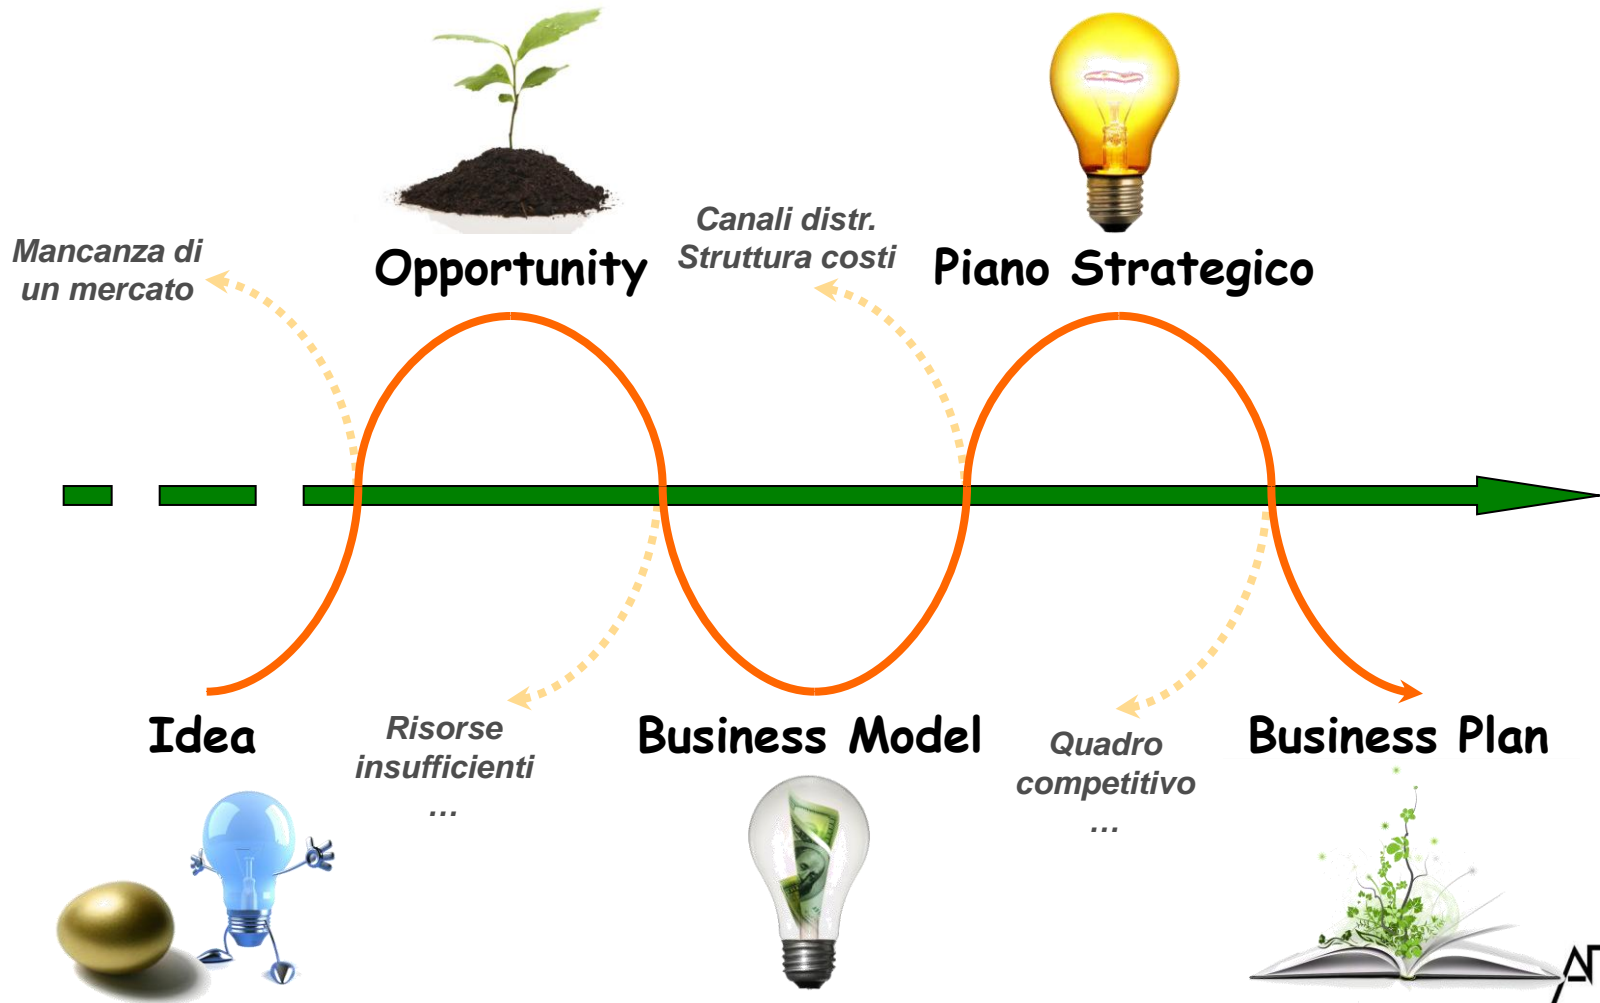 Mancanza di
un mercato
Opportunity
Canali distr.
Struttura costi
Piano Strategico
Idea
Risorse
insufficienti
...
Business Model
Quadro
competitivo
...
Business Plan